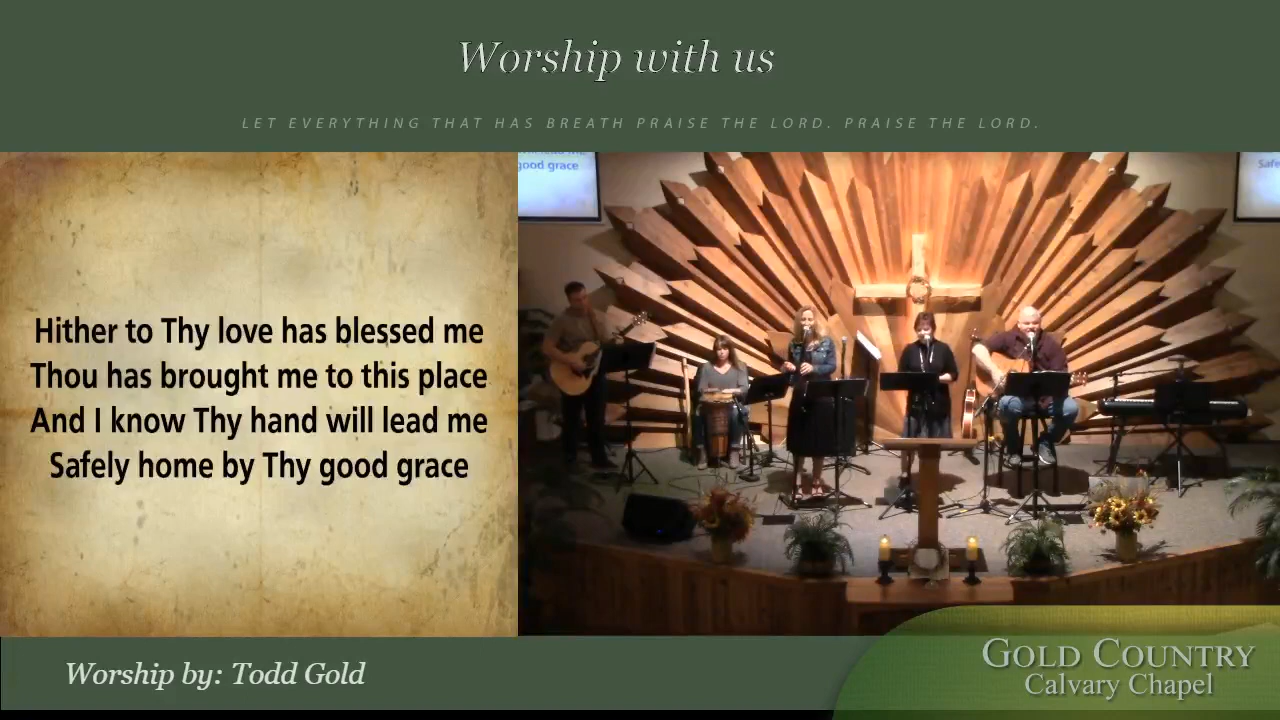 Worship with us
LET EVERYTHING THAT HAS BREATH PRAISE THE LORD. PRAISE THE LORD.
good grace
Safe
Hither to Thy love has blessed me
Thou has brought me to this place
And I know Thy hand will lead me
Safely home by Thy good grace
Worship by: Todd Gold
GOLD COUNTRY
Calvary Chapel